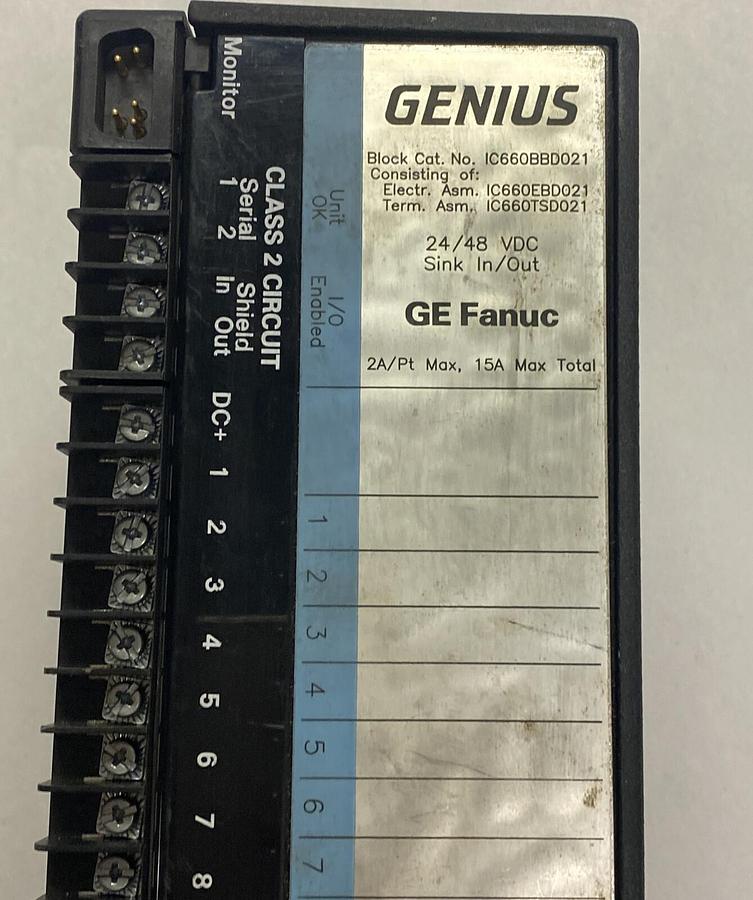 GENIUS
Block Cat. No. IC660BBD021
Consisting of:
Electr. Asm. IC660EBD021
Term. Asm. IC660TSD021
24/48 VDC
Sink In/Out
GE Fanuc
2A/Pt Max, 15A Max Total
Monitor
CLASS 2 CIRCUIT
Serial Shield
1 2 In Out
DC+
1
2
3
4
5
6
7
8
Unit
OK
I/O
Enabled
1
2
3
4
5
6
7